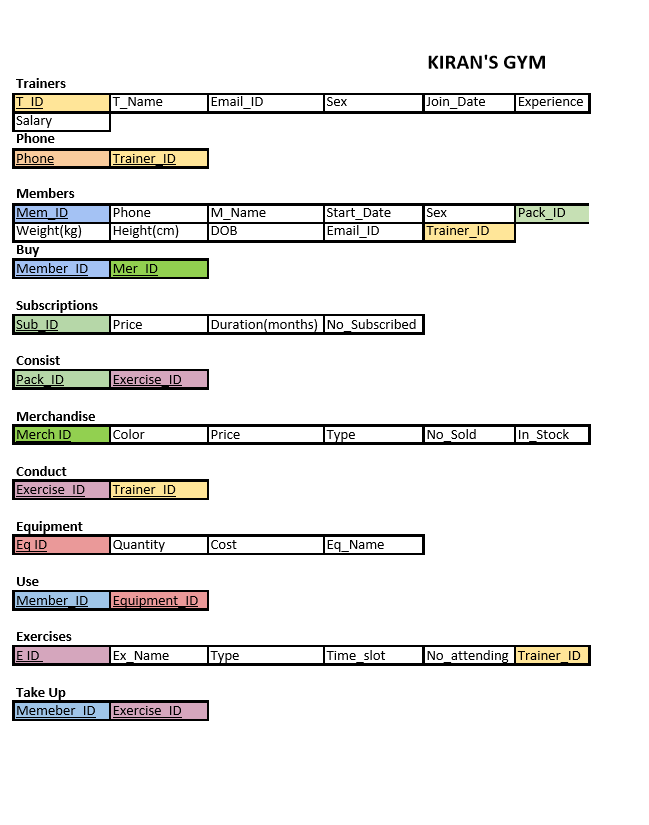 KIRAN'S GYM
Trainers
T_ID T_Name Email_ID Sex Join_Date Experience
Salary
Phone
Phone Trainer_ID
Members
Mem_ID Phone M_Name Start_Date Sex Pack_ID
Weight(kg) Height(cm) DOB Email_ID Trainer_ID
Buy
Member_ID Mer_ID
Subscriptions
Sub_ID Price Duration(months) No_Subscribed
Consist
Pack_ID Exercise_ID
Merchandise
Merch ID Color Price Type No_Sold In_Stock
Conduct
Exercise_ID Trainer_ID
Equipment
Eq ID Quantity Cost Eq_Name
Use
Member_ID Equipment_ID
Exercises
E ID Ex_Name Type Time_slot No_attending Trainer_ID
Take Up
Memeber_ID Exercise_ID